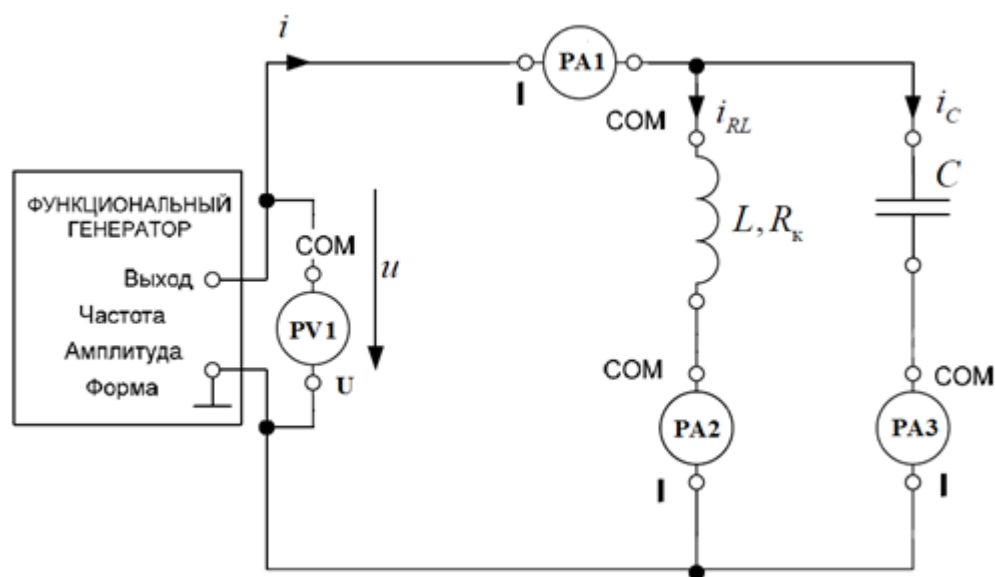 i
PA1
I
COM
i_RL
i_C
ФУНКЦИОНАЛЬНЫЙ
ГЕНЕРАТОР
Выход
Частота
Амплитуда
Форма
COM
PV1
U
u
L, R_к
C
COM
PA2
I
COM
PA3
I